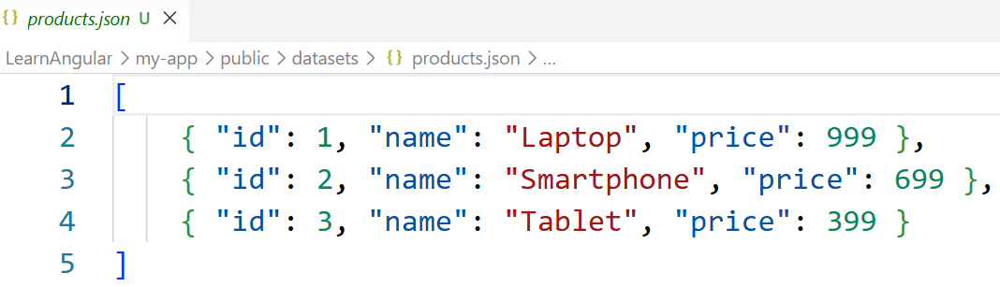 {} products.json U ×
LearnAngular > my-app > public > datasets > {} products.json > ...
1 [
2 { "id": 1, "name": "Laptop", "price": 999 },
3 { "id": 2, "name": "Smartphone", "price": 699 },
4 { "id": 3, "name": "Tablet", "price": 399 }
5 ]